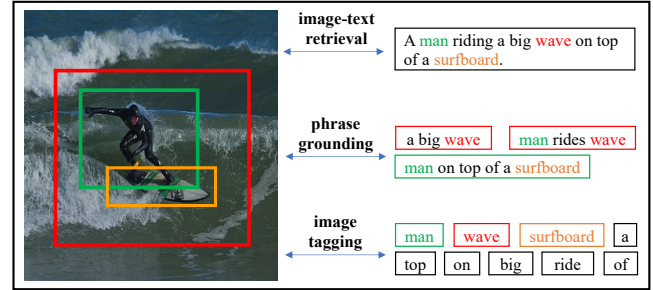 image-text
retrieval
A man riding a big wave on top
of a surfboard.
phrase
grounding
a big wave
man rides wave
man on top of a surfboard
image
tagging
man wave surfboard a
top on big ride of